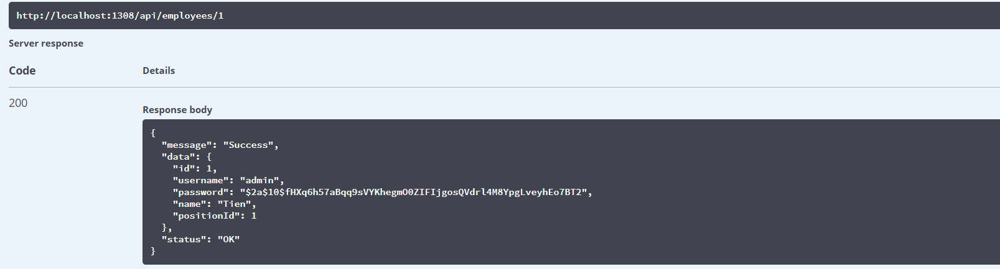 http://localhost:1308/api/employees/1
Server response
Code Details
200
Response body
{
"message": "Success",
"data": {
"id": 1,
"username": "admin",
"password": "$2a$10$fHXq6h57aBqq9sVYKhegmO0ZIFIjgosQVdrl4M8YpgLveyhEo7BT2",
"name": "Tien",
"positionId": 1
},
"status": "OK"
}